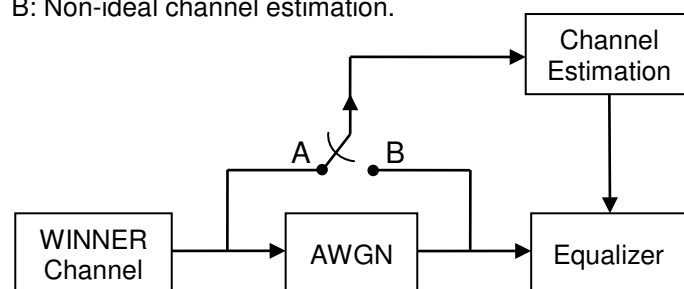 B: Non-ideal channel estimation.
Channel
Estimation
A
B
WINNER
Channel
AWGN
Equalizer